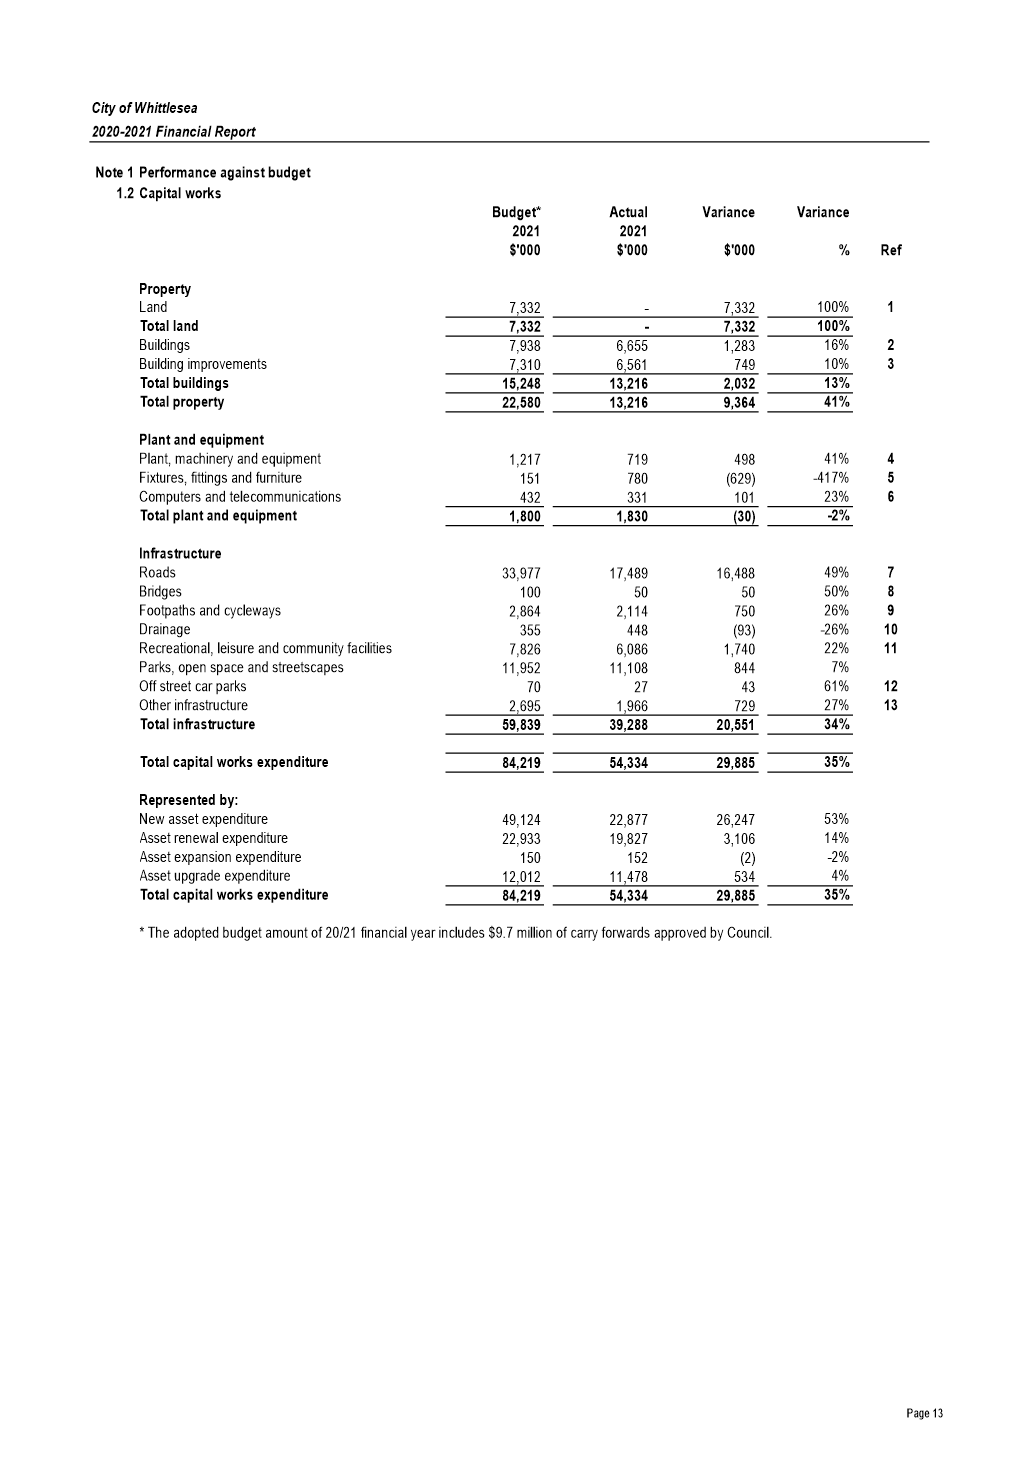 City of Whittlesea
2020-2021 Financial Report
Note 1 Performance against budget
1.2 Capital works
Budget* Actual Variance Variance
2021 2021
$'000 $'000 $'000 % Ref
Property
Land 7,332 - 7,332 100% 1
Total land 7,332 - 7,332 100%
Buildings 7,938 6,655 1,283 16% 2
Building improvements 7,310 6,561 749 10% 3
Total buildings 15,248 13,216 2,032 13%
Total property 22,580 13,216 9,364 41%
Plant and equipment
Plant, machinery and equipment 1,217 719 498 41% 4
Fixtures, fittings and furniture 151 780 (629) -417% 5
Computers and telecommunications 432 331 101 23% 6
Total plant and equipment 1,800 1,830 (30) -2%
Infrastructure
Roads 33,977 17,489 16,488 49% 7
Bridges 100 50 50 50% 8
Footpaths and cycleways 2,864 2,114 750 26% 9
Drainage 355 448 (93) -26% 10
Recreational, leisure and community facilities 7,826 6,086 1,740 22% 11
Parks, open space and streetscapes 11,952 11,108 844 7%
Off street car parks 70 27 43 61% 12
Other infrastructure 2,695 1,966 729 27% 13
Total infrastructure 59,839 39,288 20,551 34%
Total capital works expenditure 84,219 54,334 29,885 35%
Represented by:
New asset expenditure 49,124 22,877 26,247 53%
Asset renewal expenditure 22,933 19,827 3,106 14%
Asset expansion expenditure 150 152 (2) -2%
Asset upgrade expenditure 12,012 11,478 534 4%
Total capital works expenditure 84,219 54,334 29,885 35%
* The adopted budget amount of 20/21 financial year includes $9.7 million of carry forwards approved by Council.
Page 13